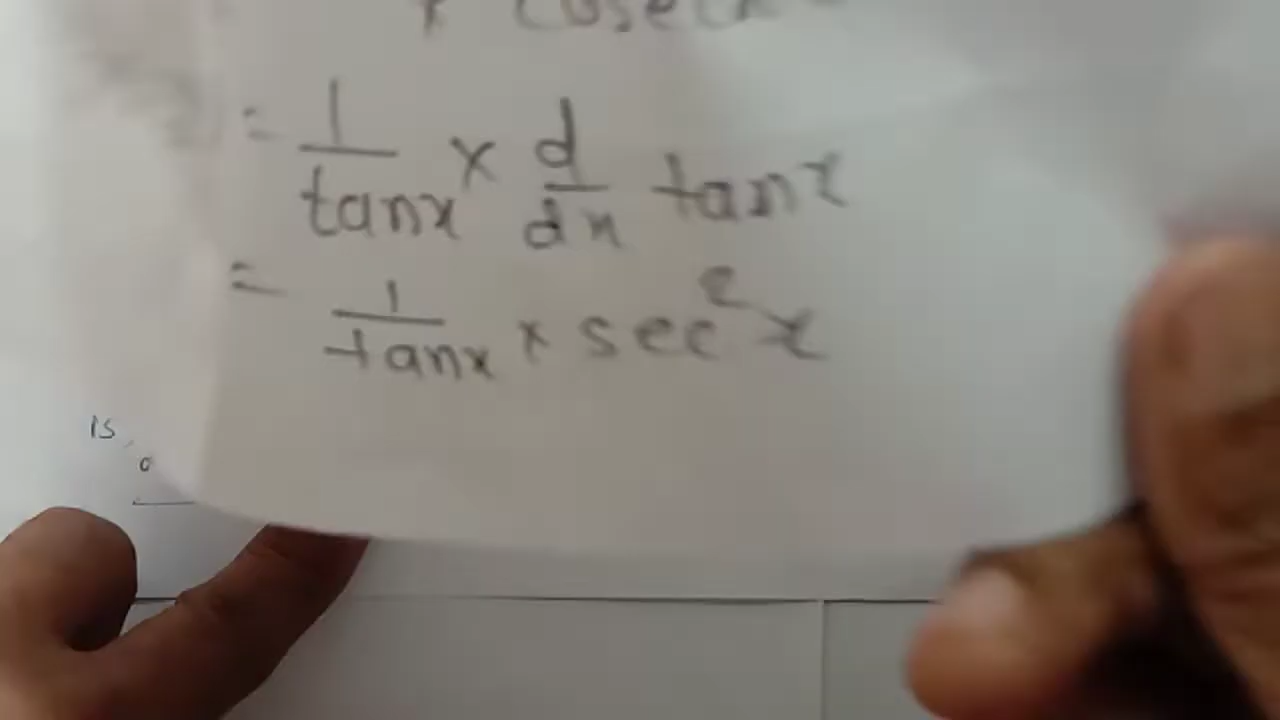 = 1/tanx × d/dx tanx
= 1/tanx × sec²x
is,